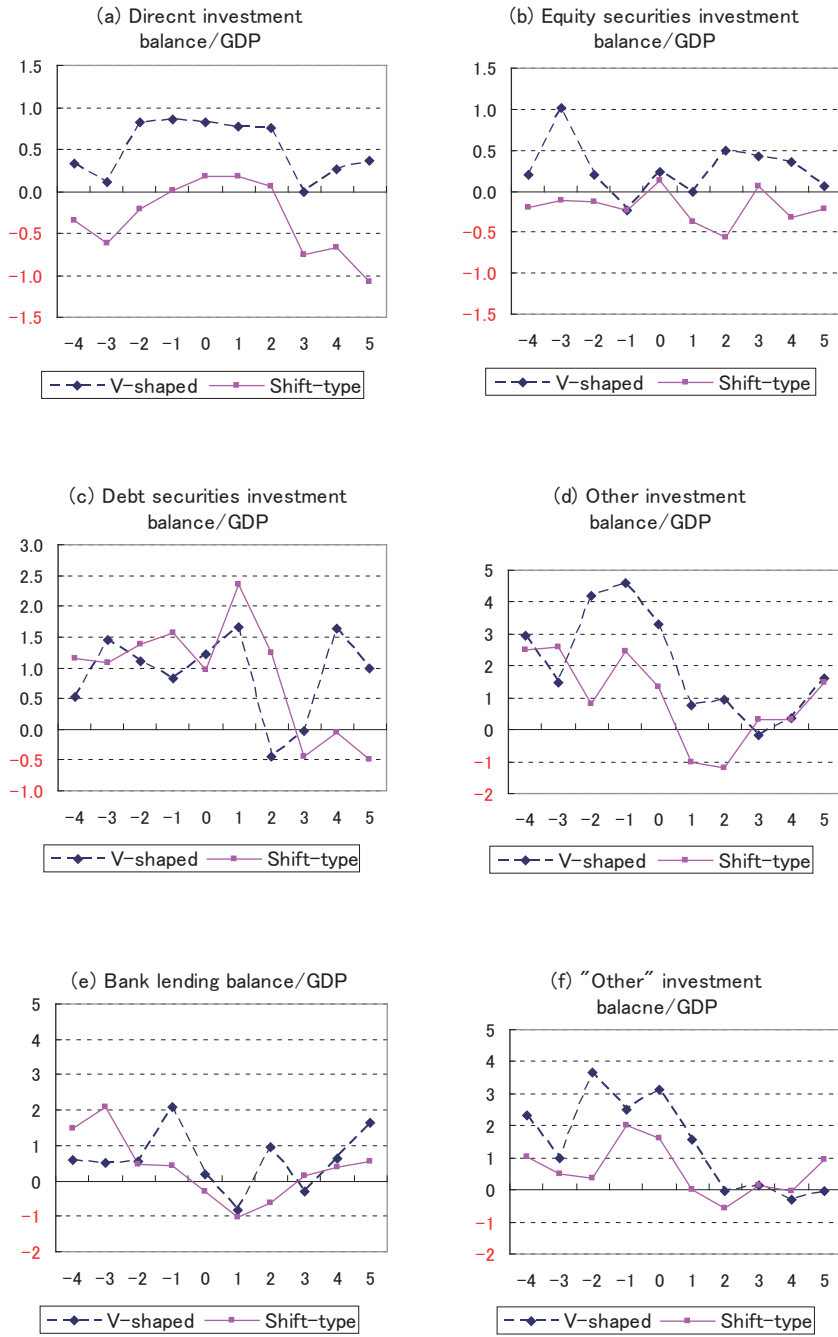 (a) Direcnt investment
balance/GDP
1.5
1.0
0.5
0.0
-0.5
-1.0
-1.5
-4 -3 -2 -1 0 1 2 3 4 5
V-shaped Shift-type
(b) Equity securities investment
balance/GDP
1.5
1.0
0.5
0.0
-0.5
-1.0
-1.5
-4 -3 -2 -1 0 1 2 3 4 5
V-shaped Shift-type
(c) Debt securities investment
balance/GDP
3.0
2.5
2.0
1.5
1.0
0.5
0.0
-0.5
-1.0
-4 -3 -2 -1 0 1 2 3 4 5
V-shaped Shift-type
(d) Other investment
balance/GDP
5
4
3
2
1
0
-1
-2
-4 -3 -2 -1 0 1 2 3 4 5
V-shaped Shift-type
(e) Bank lending balance/GDP
5
4
3
2
1
0
-1
-2
-4 -3 -2 -1 0 1 2 3 4 5
V-shaped Shift-type
(f) "Other" investment
balacne/GDP
5
4
3
2
1
0
-1
-2
-4 -3 -2 -1 0 1 2 3 4 5
V-shaped Shift-type